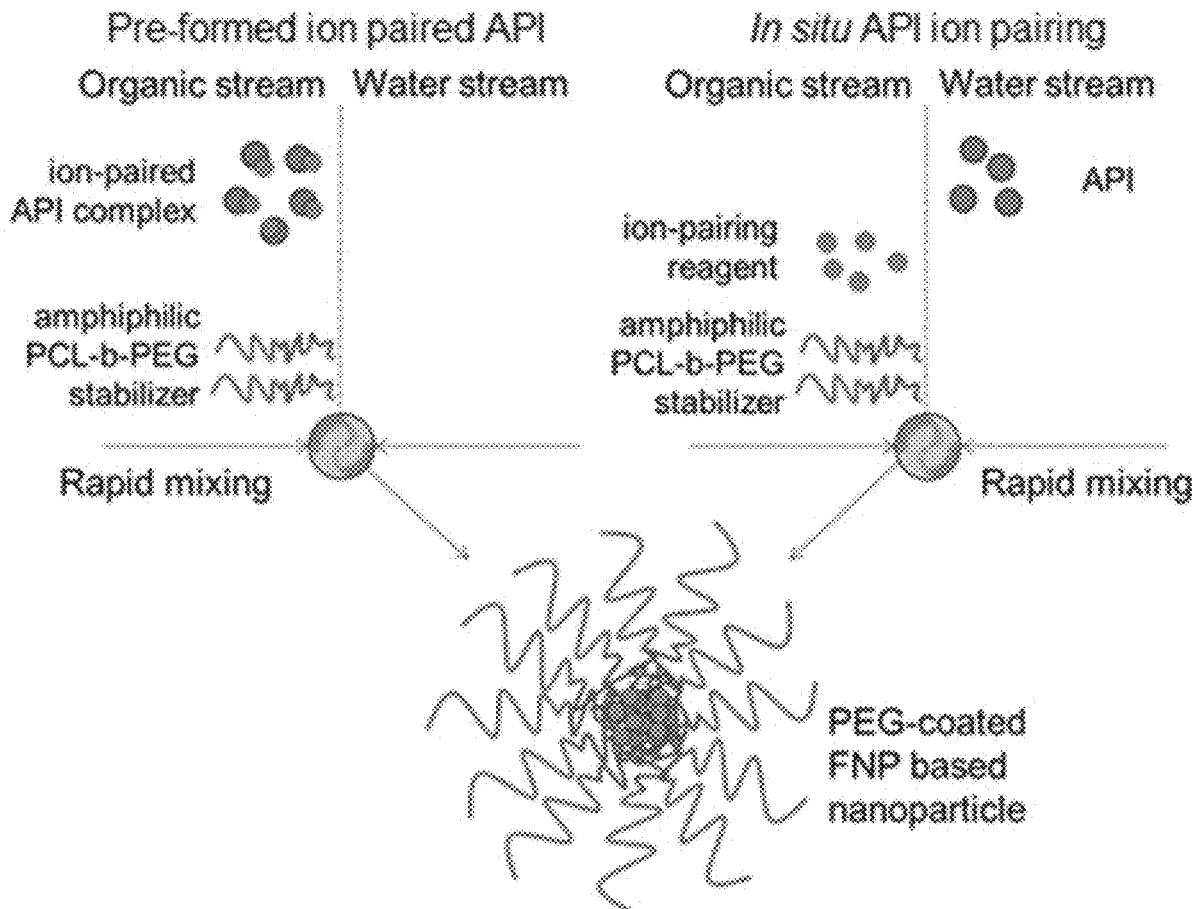 Pre-formed ion paired API
Organic stream
Water stream
ion-paired
API complex
amphiphilic
PCL-b-PEG
stabilizer
Rapid mixing
In situ API ion pairing
Organic stream
Water stream
API
ion-pairing
reagent
amphiphilic
PCL-b-PEG
stabilizer
Rapid mixing
PEG-coated
FNP based
nanoparticle